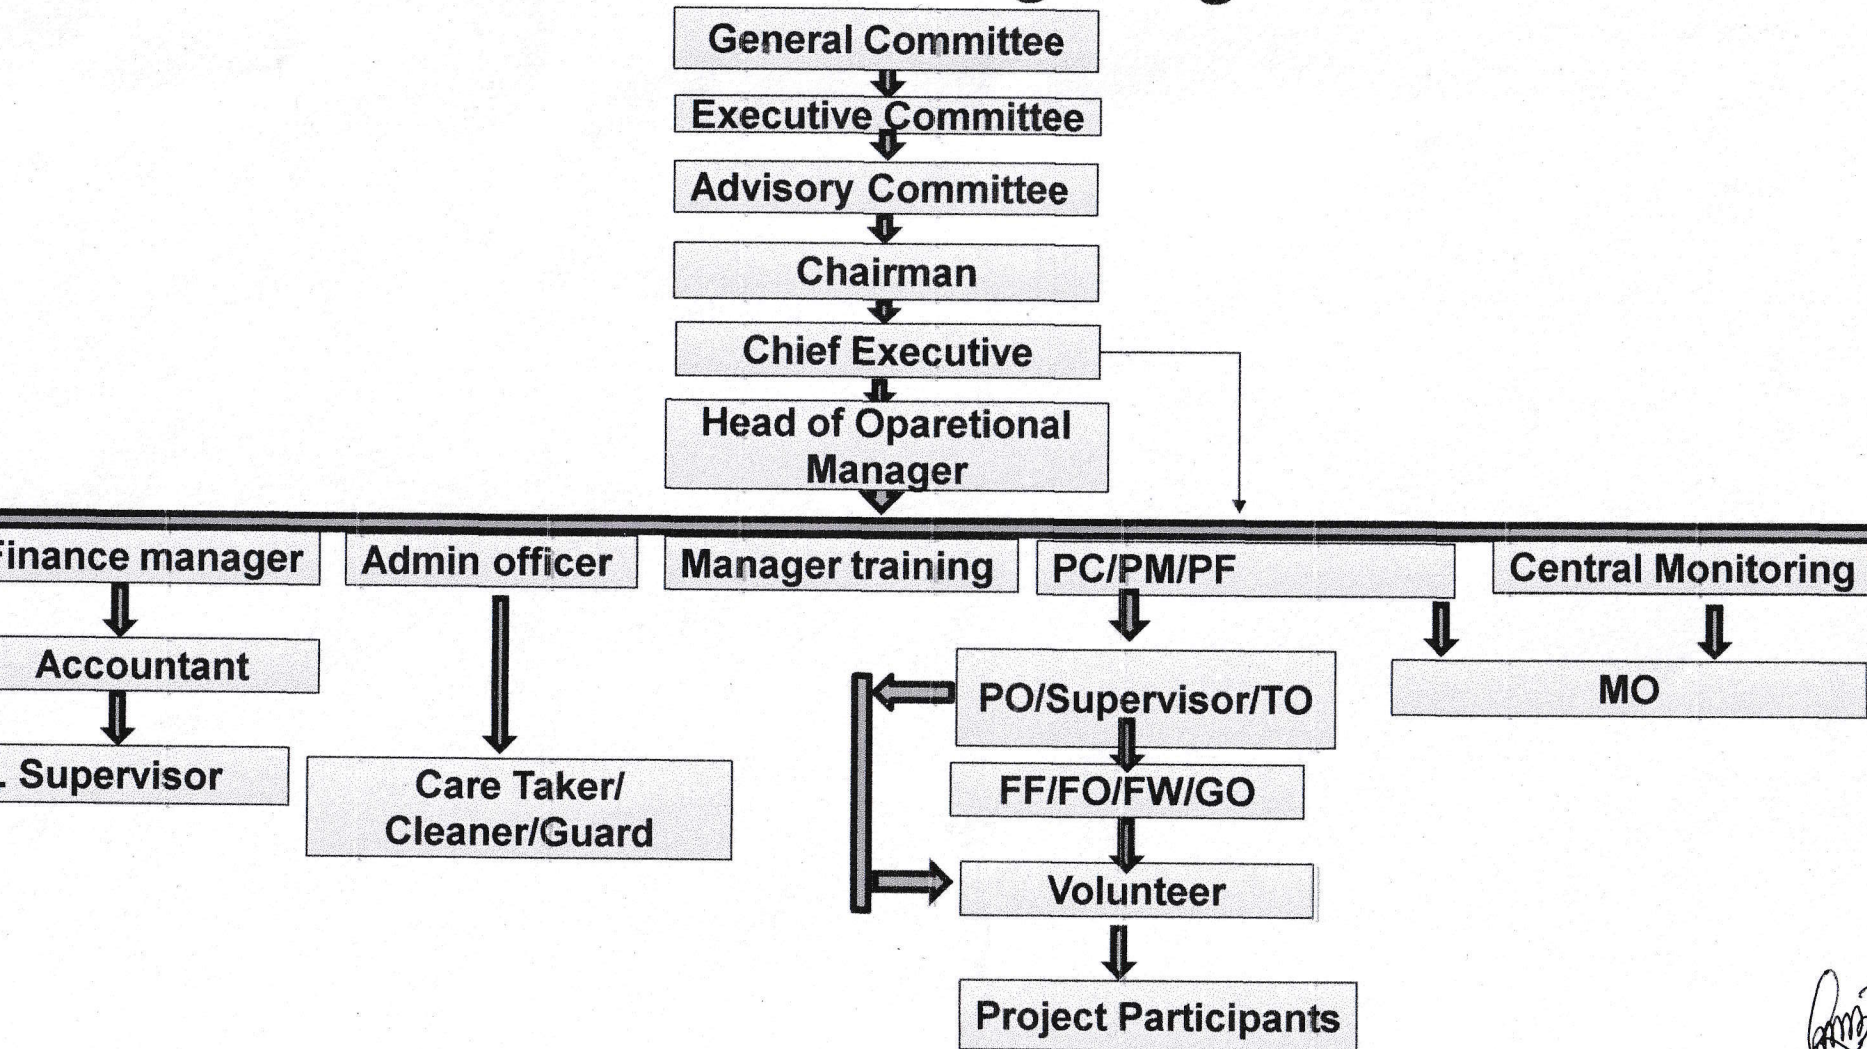 General Committee
Executive Committee
Advisory Committee
Chairman
Chief Executive
Head of Oparetional
Manager
Finance manager
Admin officer
Manager training
PC/PM/PF
Central Monitoring
Accountant
PO/Supervisor/TO
MO
. Supervisor
Care Taker/
Cleaner/Guard
FF/FO/FW/GO
Volunteer
Project Participants